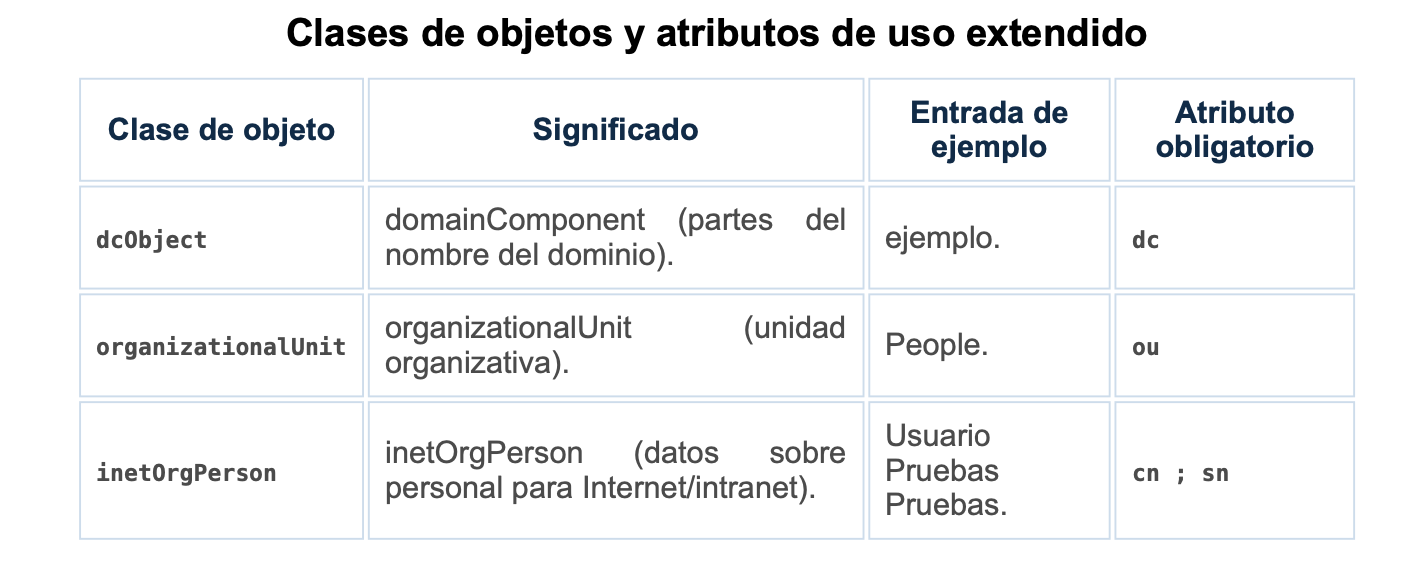 Clases de objetos y atributos de uso extendido
Clase de objeto
Significado
Entrada de
ejemplo
Atributo
obligatorio
dcObject
domainComponent (partes del
nombre del dominio).
ejemplo.
dc
organizationalUnit
organizationalUnit (unidad
organizativa).
People.
ou
inetOrgPerson
inetOrgPerson (datos sobre
personal para Internet/intranet).
Usuario
Pruebas
Pruebas.
cn ; sn